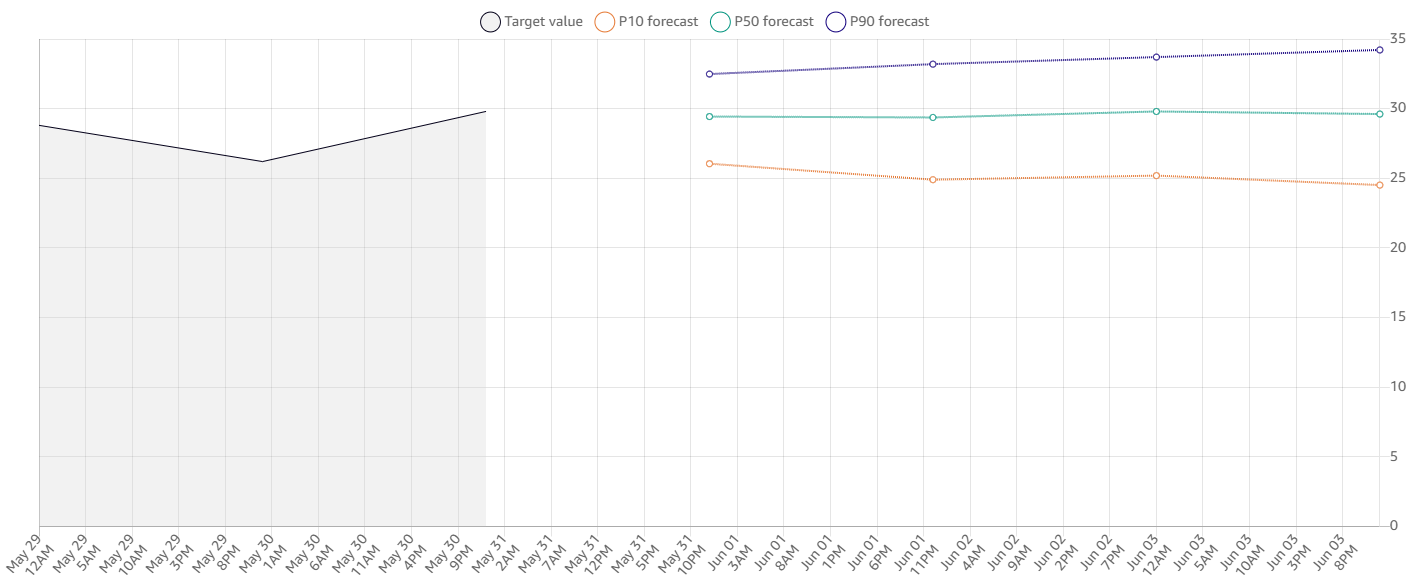 Target value P10 forecast P50 forecast P90 forecast
35
30
25
20
15
10
5
0
May 29 12AM
May 29 5AM
May 29 10AM
May 29 3PM
May 29 8PM
May 30 1AM
May 30 6AM
May 30 11AM
May 30 4PM
May 30 9PM
May 31 2AM
May 31 7AM
May 31 12PM
May 31 5PM
May 31 10PM
Jun 01 3AM
Jun 01 8AM
Jun 01 1PM
Jun 01 6PM
Jun 01 11PM
Jun 02 4AM
Jun 02 9AM
Jun 02 2PM
Jun 02 7PM
Jun 03 12AM
Jun 03 5AM
Jun 03 10AM
Jun 03 3PM
Jun 03 8PM